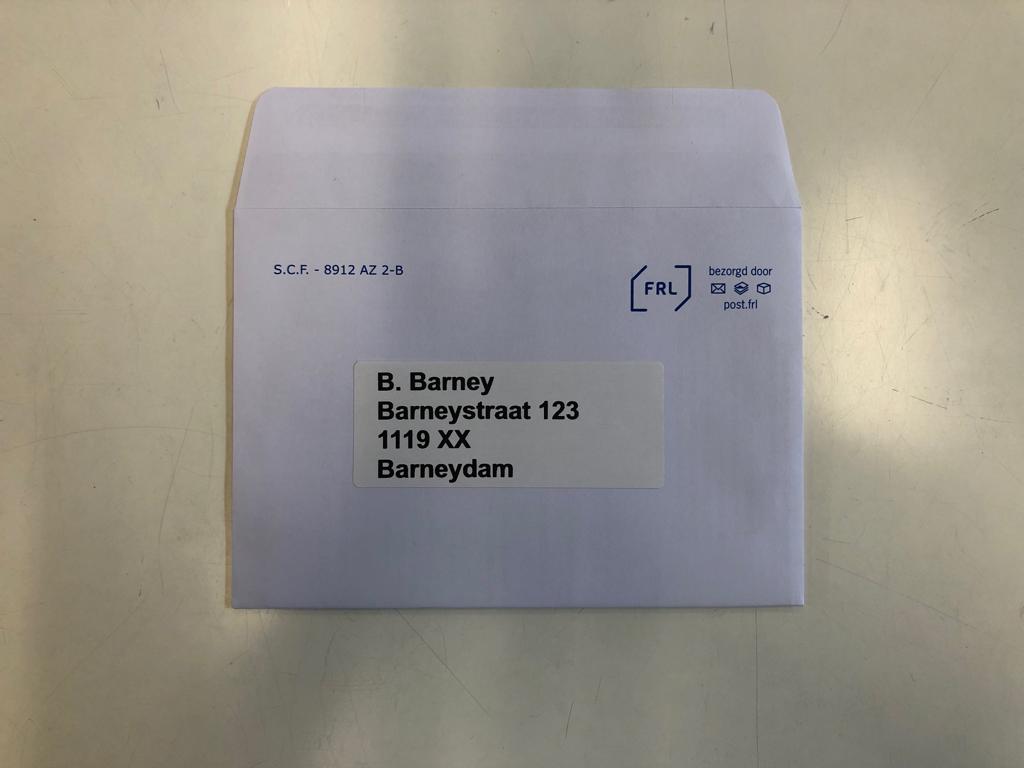 S.C.F. - 8912 AZ 2-B
FRL
bezorgd door
post.frl
B. Barney
Barneystraat 123
1119 XX
Barneydam